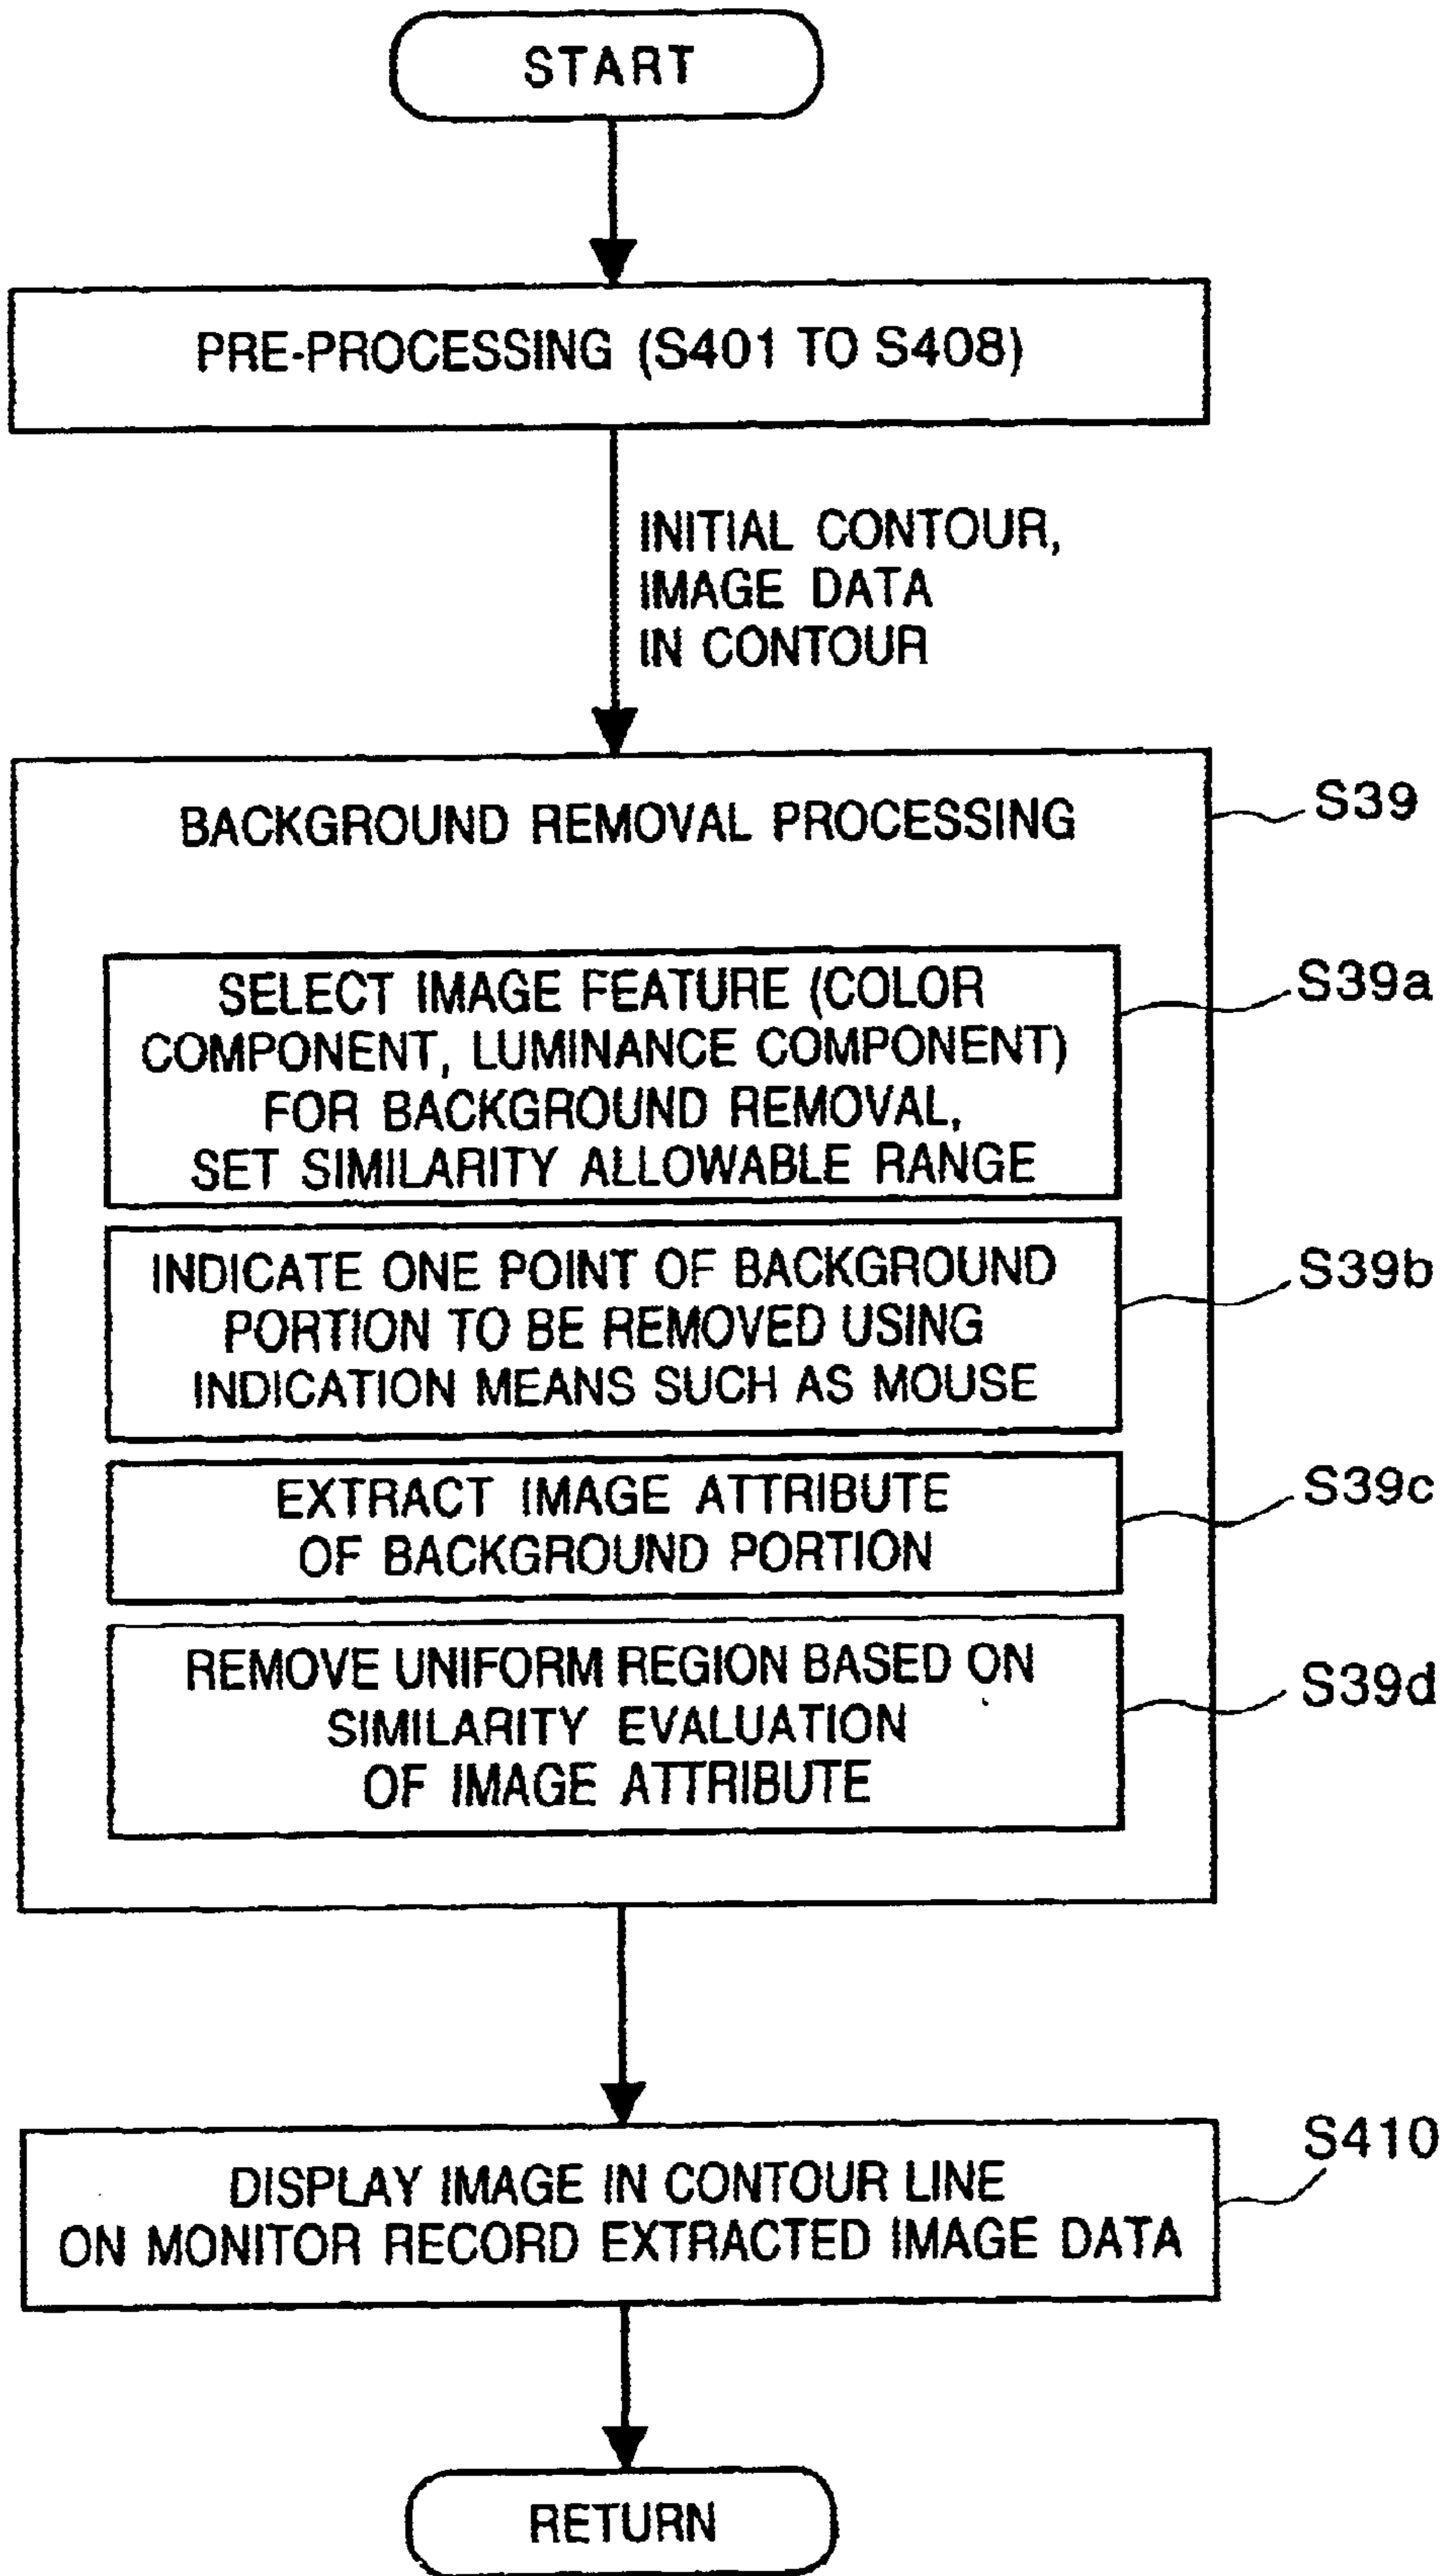 START
PRE-PROCESSING (S401 TO S408)
INITIAL CONTOUR,
IMAGE DATA
IN CONTOUR
BACKGROUND REMOVAL PROCESSING
S39
SELECT IMAGE FEATURE (COLOR
COMPONENT, LUMINANCE COMPONENT)
FOR BACKGROUND REMOVAL,
SET SIMILARITY ALLOWABLE RANGE
S39a
INDICATE ONE POINT OF BACKGROUND
PORTION TO BE REMOVED USING
INDICATION MEANS SUCH AS MOUSE
S39b
EXTRACT IMAGE ATTRIBUTE
OF BACKGROUND PORTION
S39c
REMOVE UNIFORM REGION BASED ON
SIMILARITY EVALUATION
OF IMAGE ATTRIBUTE
S39d
DISPLAY IMAGE IN CONTOUR LINE
ON MONITOR RECORD EXTRACTED IMAGE DATA
S410
RETURN